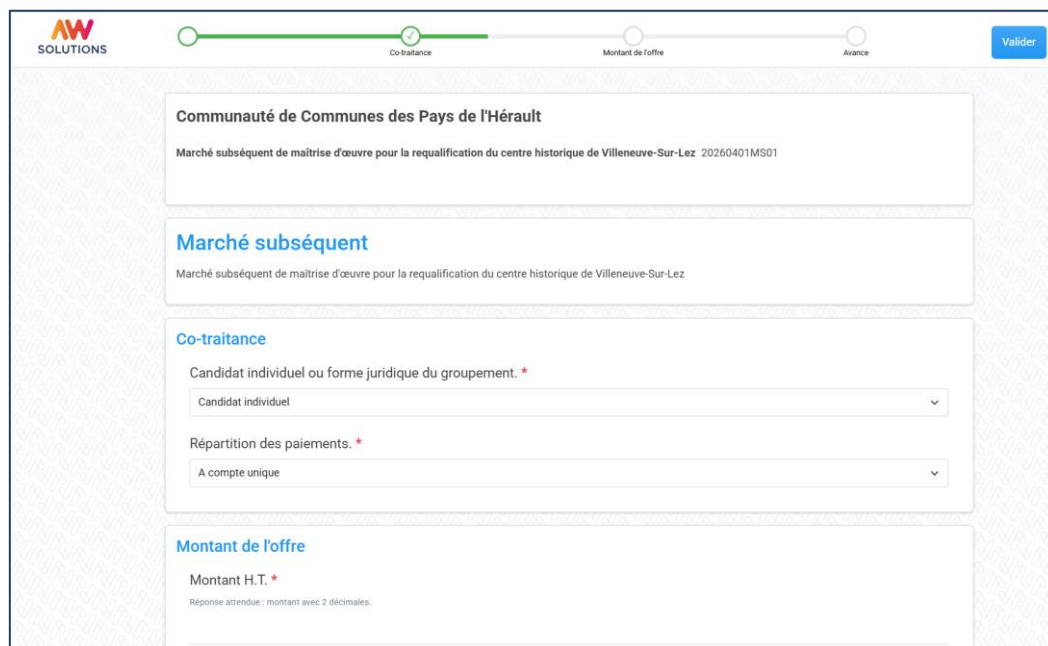 AW
SOLUTIONS
Co-traitance
Montant de l'offre
Avance
Valider
Communauté de Communes des Pays de l'Hérault
Marché subséquent de maîtrise d'œuvre pour la requalification du centre historique de Villeneuve-Sur-Lez 20260401MS01
Marché subséquent
Marché subséquent de maîtrise d'œuvre pour la requalification du centre historique de Villeneuve-Sur-Lez
Co-traitance
Candidat individuel ou forme juridique du groupement. *
Candidat individuel
Répartition des paiements. *
A compte unique
Montant de l'offre
Montant H.T. *
Réponse attendue : montant avec 2 décimales.